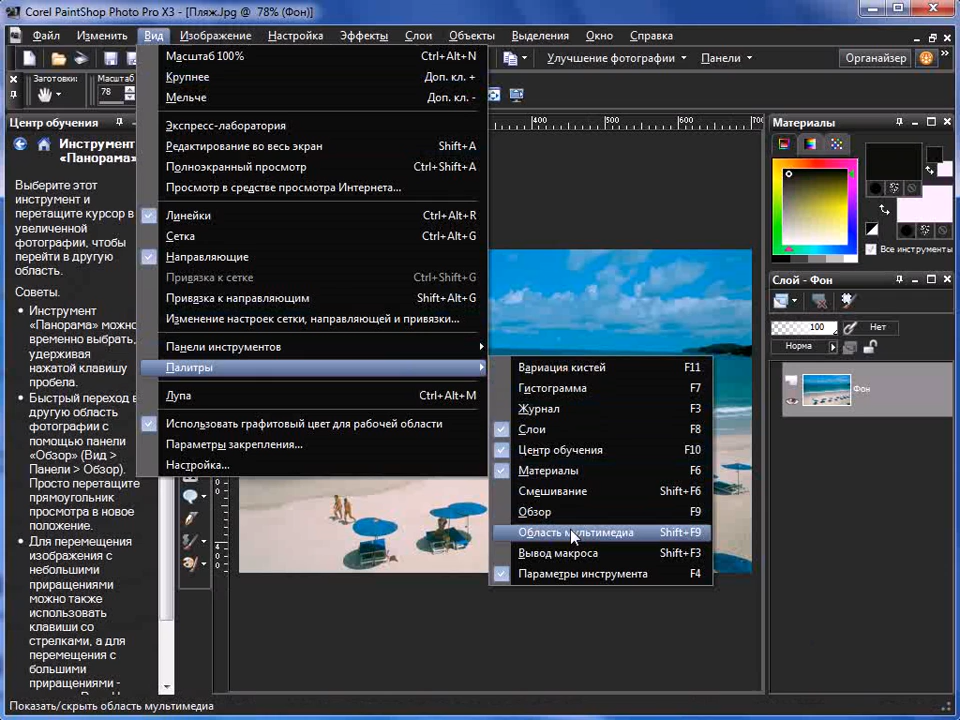 Corel PaintShop Photo Pro X3 - [Пляж.Jpg @ 78% (Фон)]
Файл Изменить Вид Изображение Настройка Эффекты Слои Объекты Выделения Окно Справка
Улучшение фотографии Панели Органайзер
Заготовки: Масштаб
78
Масштаб 100% Ctrl+Alt+N
Крупнее Доп. кл. +
Мельче Доп. кл. -
Экспресс-лаборатория
Редактирование во весь экран Shift+A
Полноэкранный просмотр Ctrl+Shift+A
Просмотр в средстве просмотра Интернета...
Линейки Ctrl+Alt+R
Сетка Ctrl+Alt+G
Направляющие
Привязка к сетке Ctrl+Shift+G
Привязка к направляющим Shift+Alt+G
Изменение настроек сетки, направляющей и привязки...
Панели инструментов
Палитры
Лупа Ctrl+Alt+M
Использовать графитовый цвет для рабочей области
Параметры закрепления...
Настройка...
Вариация кистей F11
Гистограмма F7
Журнал F3
Слои F8
Центр обучения F10
Материалы F6
Смешивание Shift+F6
Обзор F9
Область мультимедиа Shift+F9
Вывод макроса Shift+F3
Параметры инструмента F4
Центр обучения
Инструмент
«Панорама»
Выберите этот
инструмент и
перетащите курсор в
увеличенной
фотографии, чтобы
перейти в другую
область.
Советы.
Инструмент
«Панорама» можно
временно выбрать,
удерживая
нажатой клавишу
пробела.
Быстрый переход в
другую область
фотографии с
помощью панели
«Обзор» (Вид >
Панели > Обзор).
Просто перетащите
прямоугольник
просмотра в новое
положение.
Для перемещения
изображения с
небольшими
приращениями
можно также
использовать
клавиши со
стрелками, а для
перемещения с
большими
приращениями -
400 500 600 700
Материалы
Все инструменты
Слой - Фон
100 Нет
Норма
Фон
Показать/скрыть область мультимедиа